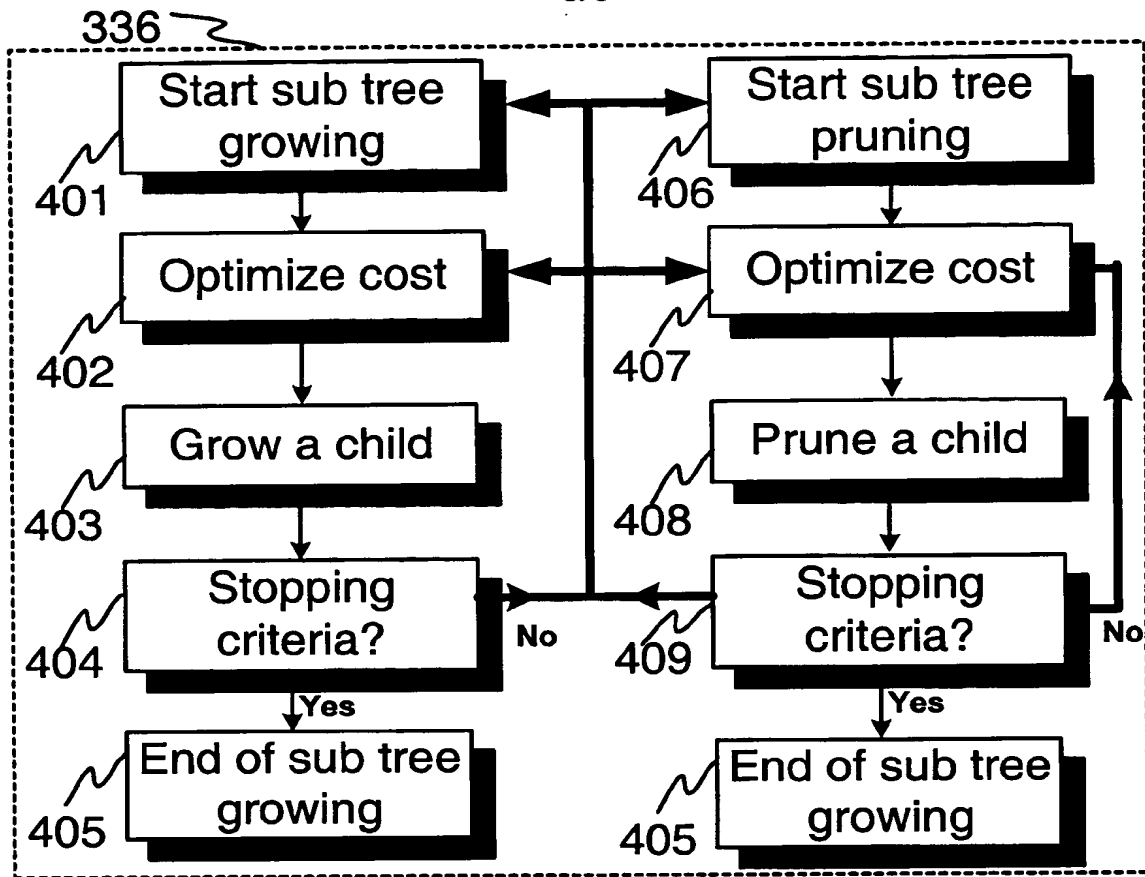 336
Start sub tree
growing
401
Optimize cost
402
Grow a child
403
Stopping
criteria?
404
No
Yes
End of sub tree
growing
405
Start sub tree
pruning
406
Optimize cost
407
Prune a child
408
Stopping
criteria?
409
No
Yes
End of sub tree
growing
405